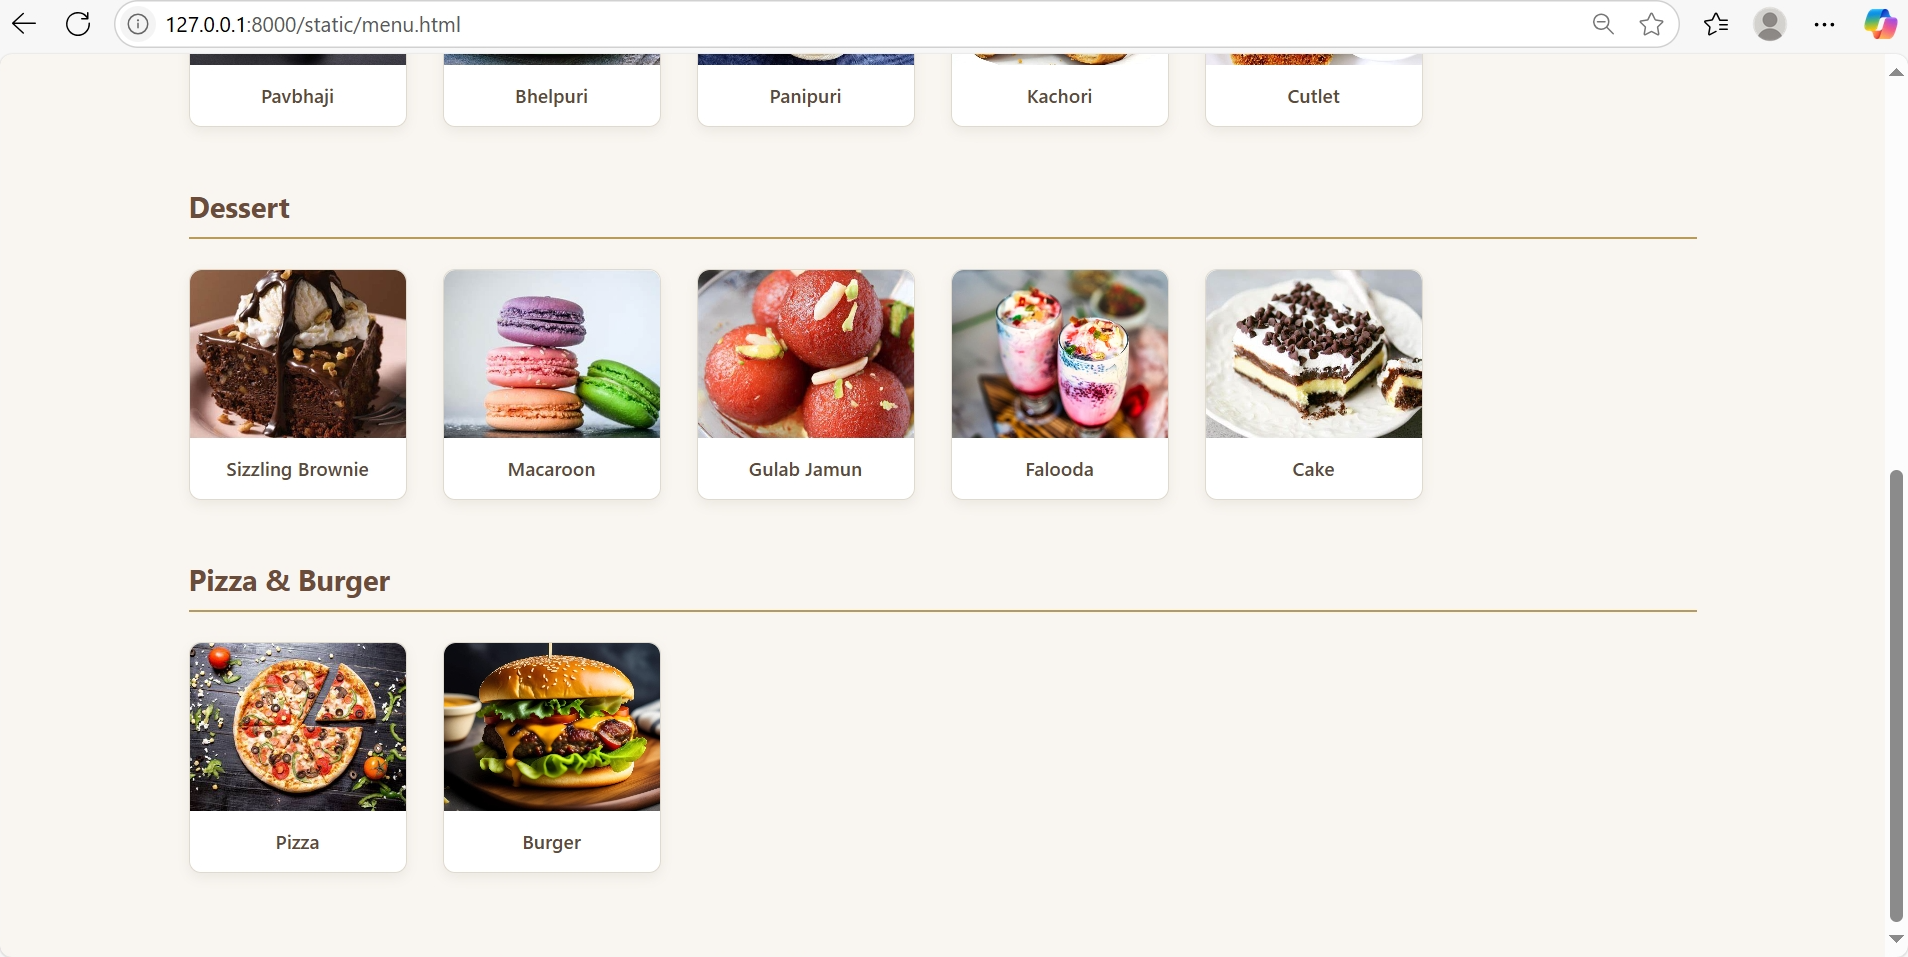 127.0.0.1:8000/static/menu.html
Pavbhaji
Bhelpuri
Panipuri
Kachori
Cutlet
Dessert
Sizzling Brownie
Macaroon
Gulab Jamun
Falooda
Cake
Pizza & Burger
Pizza
Burger